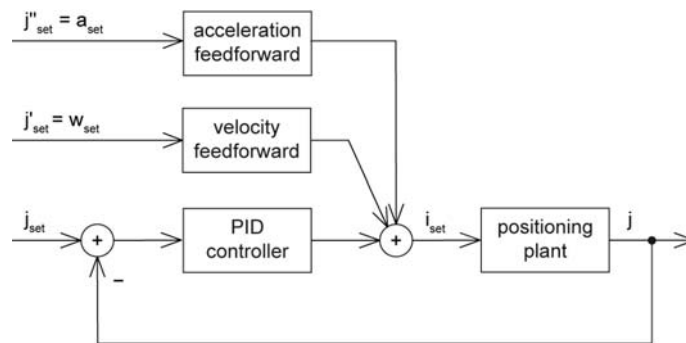 j"set = aset
acceleration
feedforward
j'set = wset
velocity
feedforward
jset
+
−
PID
controller
+
iset
positioning
plant
j